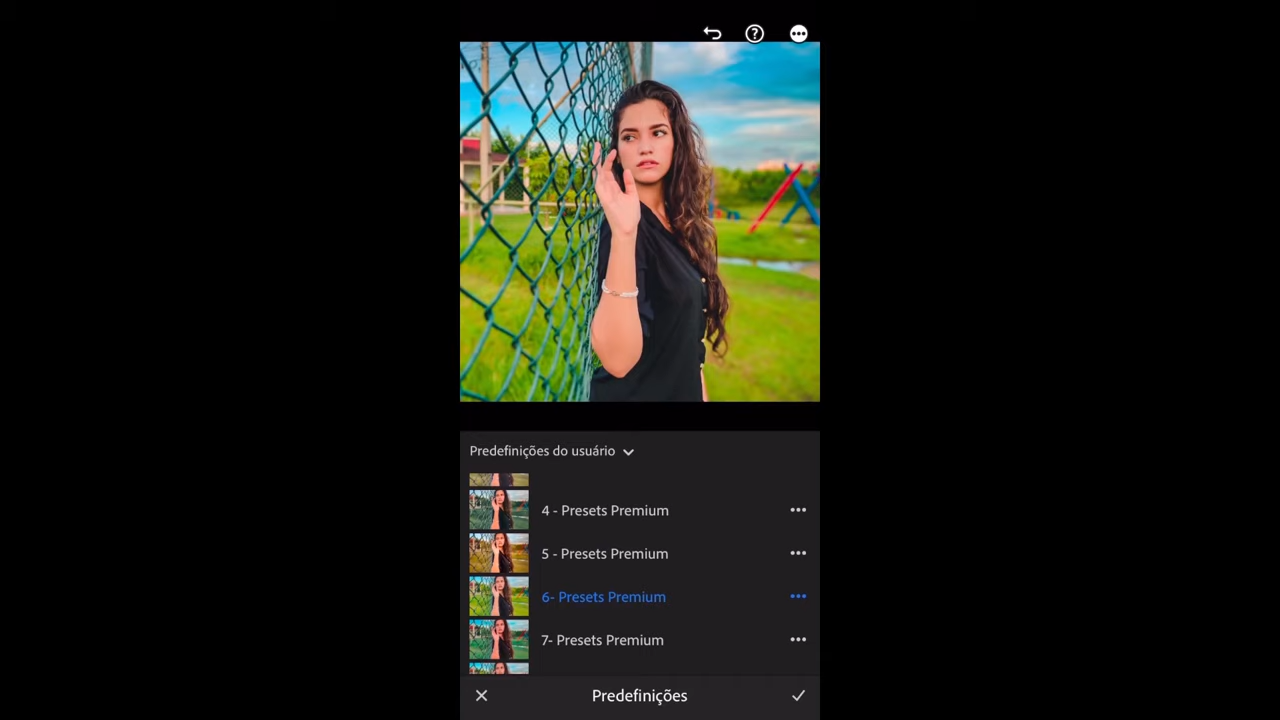 Predefinições do usuário
4 - Presets Premium
5 - Presets Premium
6- Presets Premium
7- Presets Premium
Predefinições